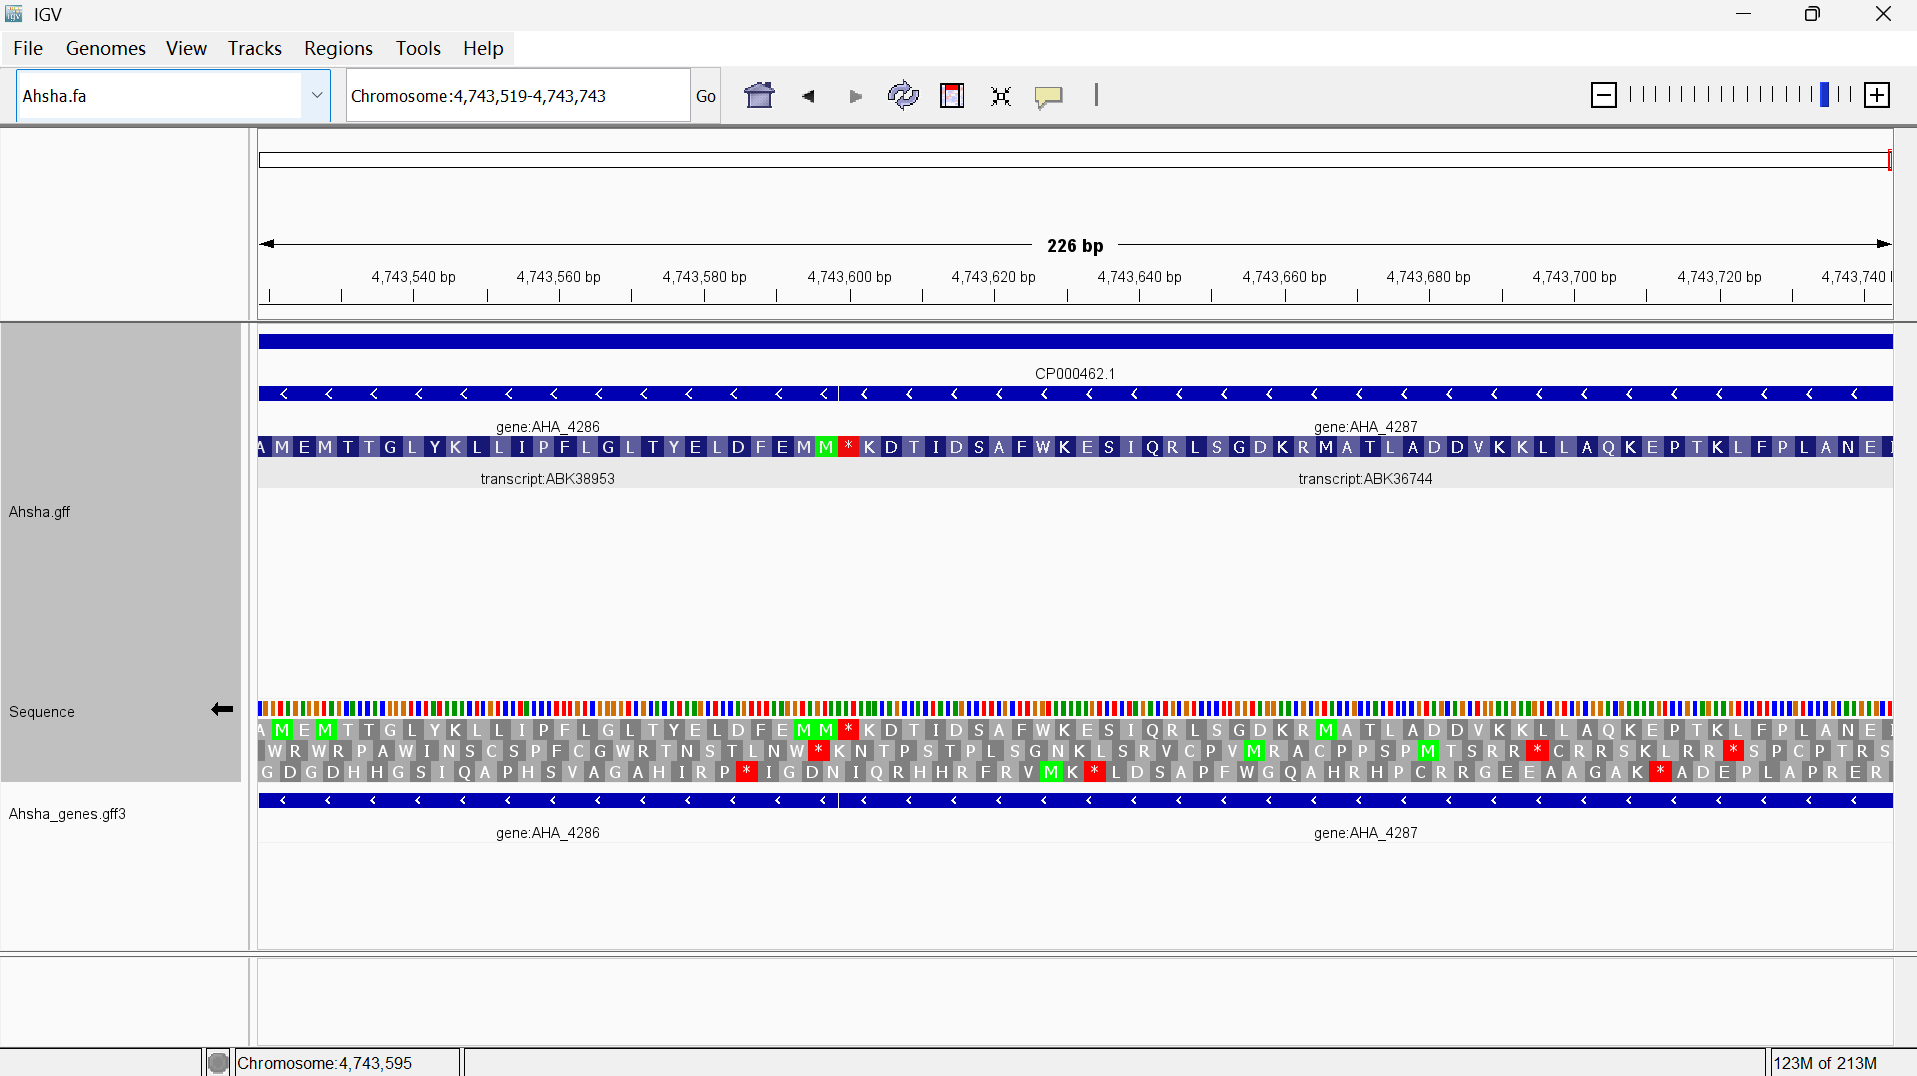 IGV
File Genomes View Tracks Regions Tools Help
Ahsha.fa Chromosome:4,743,519-4,743,743 Go
226 bp
4,743,540 bp 4,743,560 bp 4,743,580 bp 4,743,600 bp 4,743,620 bp 4,743,640 bp 4,743,660 bp 4,743,680 bp 4,743,700 bp 4,743,720 bp 4,743,740
CP000462.1
gene:AHA_4286 gene:AHA_4287
A M E M T T G L Y K L L I P F L G L T Y E L D F E M M * K D T I D S A F W K E S I Q R L S G D K R M A T L A D D V K K L L A Q K E P T K L F P L A N E I
transcript:ABK38953 transcript:ABK36744
Ahsha.gff
Sequence
A M E M T T G L Y K L L I P F L G L T Y E L D F E M M * K D T I D S A F W K E S I Q R L S G D K R M A T L A D D V K K L L A Q K E P T K L F P L A N E I
W R W R P A W I N S C S P F C G W R T N S T L N W * K N T P S T P L S G N K L S R V C P V M R A C P P S P M T S R R * C R R S K L R R * S P C P T R S
G D G D H H G S I Q A P H S V A G A H I R P * I G D N I Q R H H R F R V M K * L D S A P F W G Q A H R H P C R R G E E A A G A K * A D E P L A P R E R
Ahsha_genes.gff3
gene:AHA_4286 gene:AHA_4287
Chromosome:4,743,595 123M of 213M